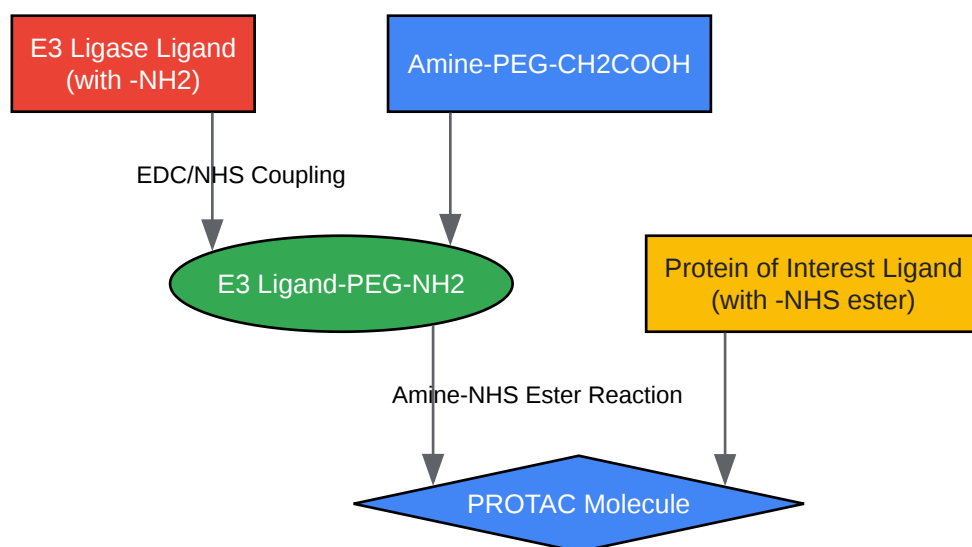 E3 Ligase Ligand
(with -NH2)
Amine-PEG-CH2COOH
EDC/NHS Coupling
E3 Ligand-PEG-NH2
Protein of Interest Ligand
(with -NHS ester)
Amine-NHS Ester Reaction
PROTAC Molecule